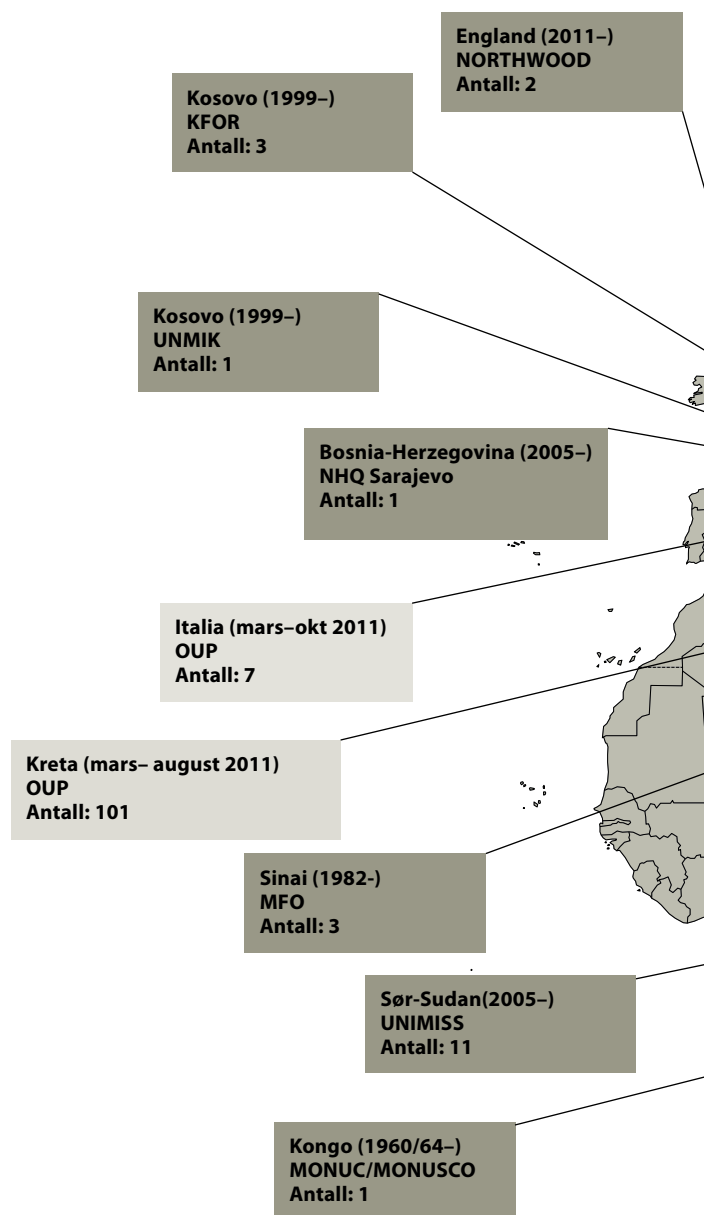 England (2011–)
NORTHWOOD
Antall: 2
Kosovo (1999–)
KFOR
Antall: 3
Kosovo (1999–)
UNMIK
Antall: 1
Bosnia-Herzegovina (2005–)
NHQ Sarajevo
Antall: 1
Italia (mars–okt 2011)
OUP
Antall: 7
Kreta (mars– august 2011)
OUP
Antall: 101
Sinai (1982-)
MFO
Antall: 3
Sør-Sudan(2005–)
UNIMISS
Antall: 11
Kongo (1960/64–)
MONUC/MONUSCO
Antall: 1